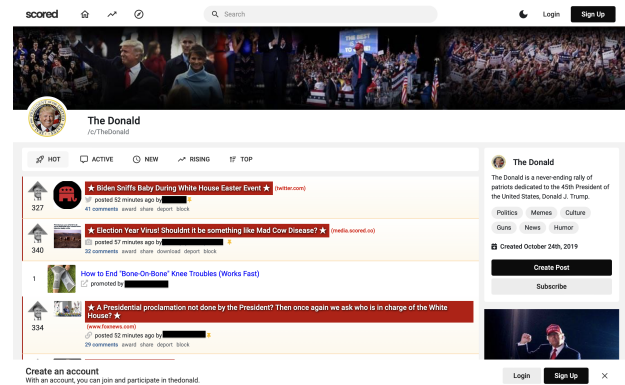 scored
Search
Login
Sign Up
The Donald
/c/TheDonald
HOT
ACTIVE
NEW
RISING
TOP
327
★ Biden Sniffs Baby During White House Easter Event ★ (twitter.com)
posted 52 minutes ago by
41 comments award share deport block
340
★ Election Year Virus! Shouldnt it be something like Mad Cow Disease? ★ (media.scored.co)
posted 57 minutes ago by
32 comments award share download deport block
1
How to End "Bone-On-Bone" Knee Troubles (Works Fast)
promoted by
334
★ A Presidential proclamation not done by the President? Then once again we ask who is in charge of the White
House? ★
(www.foxnews.com)
posted 52 minutes ago by
29 comments award share deport block
The Donald
The Donald is a never-ending rally of
patriots dedicated to the 45th President of
the United States, Donald J. Trump.
Politics
Memes
Culture
Guns
News
Humor
Created October 24th, 2019
Create Post
Subscribe
Create an account
With an account, you can join and participate in thedonald.
Login
Sign Up